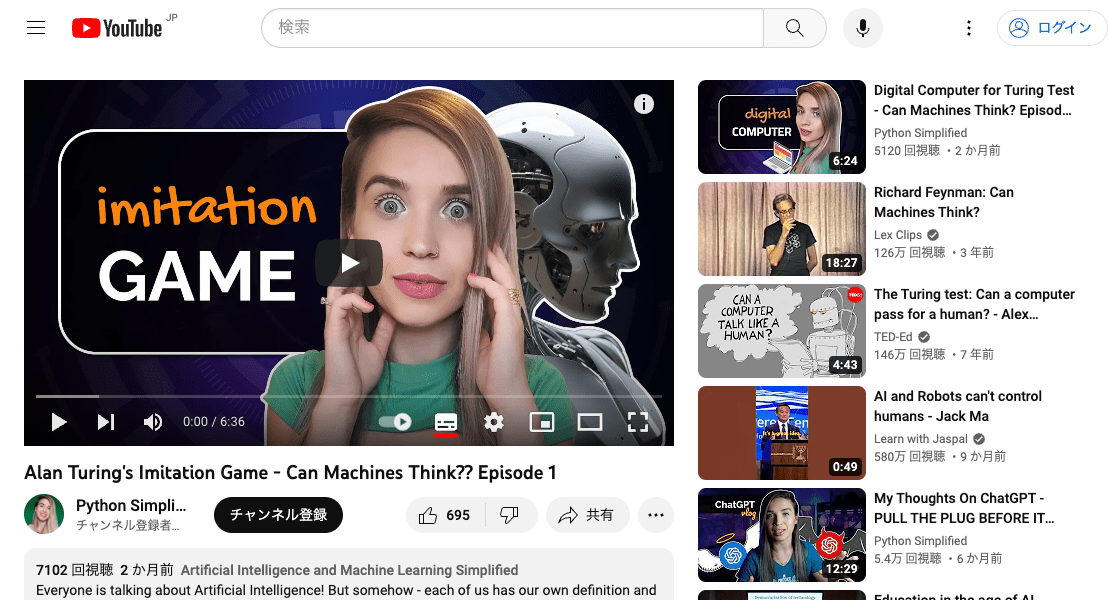 YouTube JP
検索
ログイン
imitation
GAME
0:00 / 6:36
Alan Turing's Imitation Game - Can Machines Think?? Episode 1
Python Simpli...
チャンネル登録者...
チャンネル登録
695
共有
7102 回視聴 2 か月前 Artificial Intelligence and Machine Learning Simplified
Everyone is talking about Artificial Intelligence! But somehow - each of us has our own definition and
digital
COMPUTER
6:24
Digital Computer for Turing Test
- Can Machines Think? Episod...
Python Simplified
5120 回視聴 ・2 か月前
18:27
Richard Feynman: Can
Machines Think?
Lex Clips
126万 回視聴 ・3 年前
CAN A
COMPUTER
TALK LIKE A
HUMAN?
4:43
The Turing test: Can a computer
pass for a human? - Alex...
TED-Ed
146万 回視聴 ・7 年前
It's a great idea.
0:49
AI and Robots can't control
humans - Jack Ma
Learn with Jaspal
580万 回視聴 ・9 か月前
ChatGPT
vlog
12:29
My Thoughts On ChatGPT -
PULL THE PLUG BEFORE IT...
Python Simplified
5.4万 回視聴 ・6 か月前
Education in the age of AI